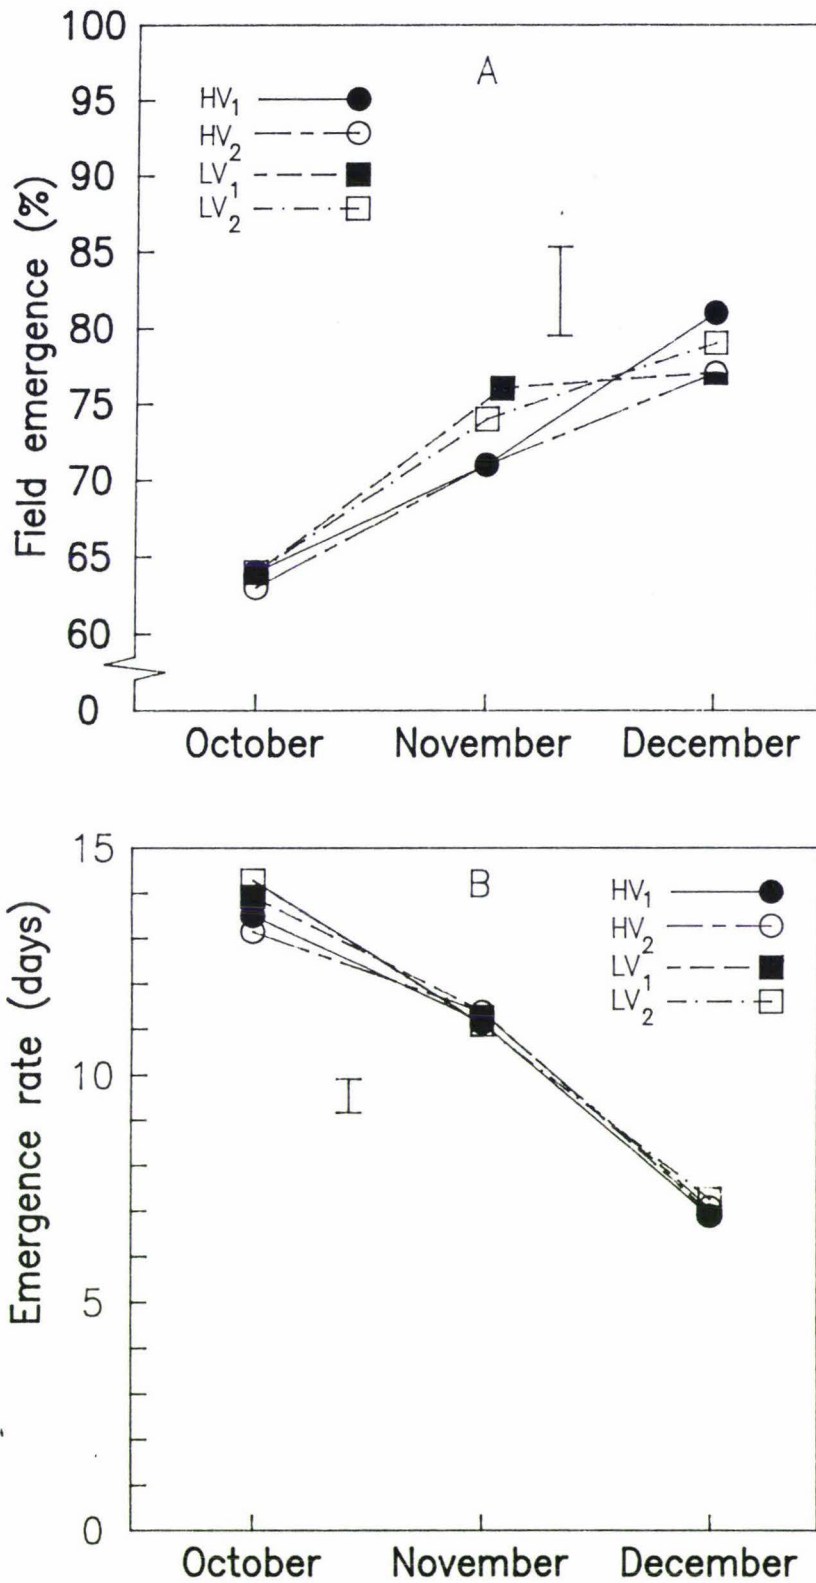 100
95
90
85
80
75
70
65
60
0
Field emergence (%)
A
HV₁
HV₂
LV₁
LV₂
October November December
15
10
5
0
Emergence rate (days)
B
HV₁
HV₂
LV₁
LV₂
October November December